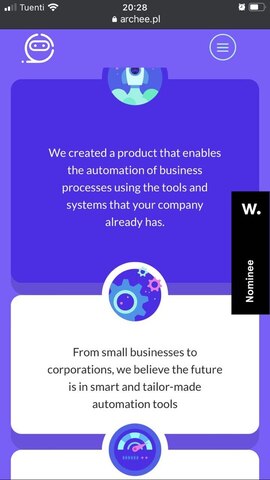 Tuenti
20:28
archee.pl
We created a product that enables
the automation of business
processes using the tools and
systems that your company
already has.
W.
Nominee
From small businesses to
corporations, we believe the future
is in smart and tailor-made
automation tools